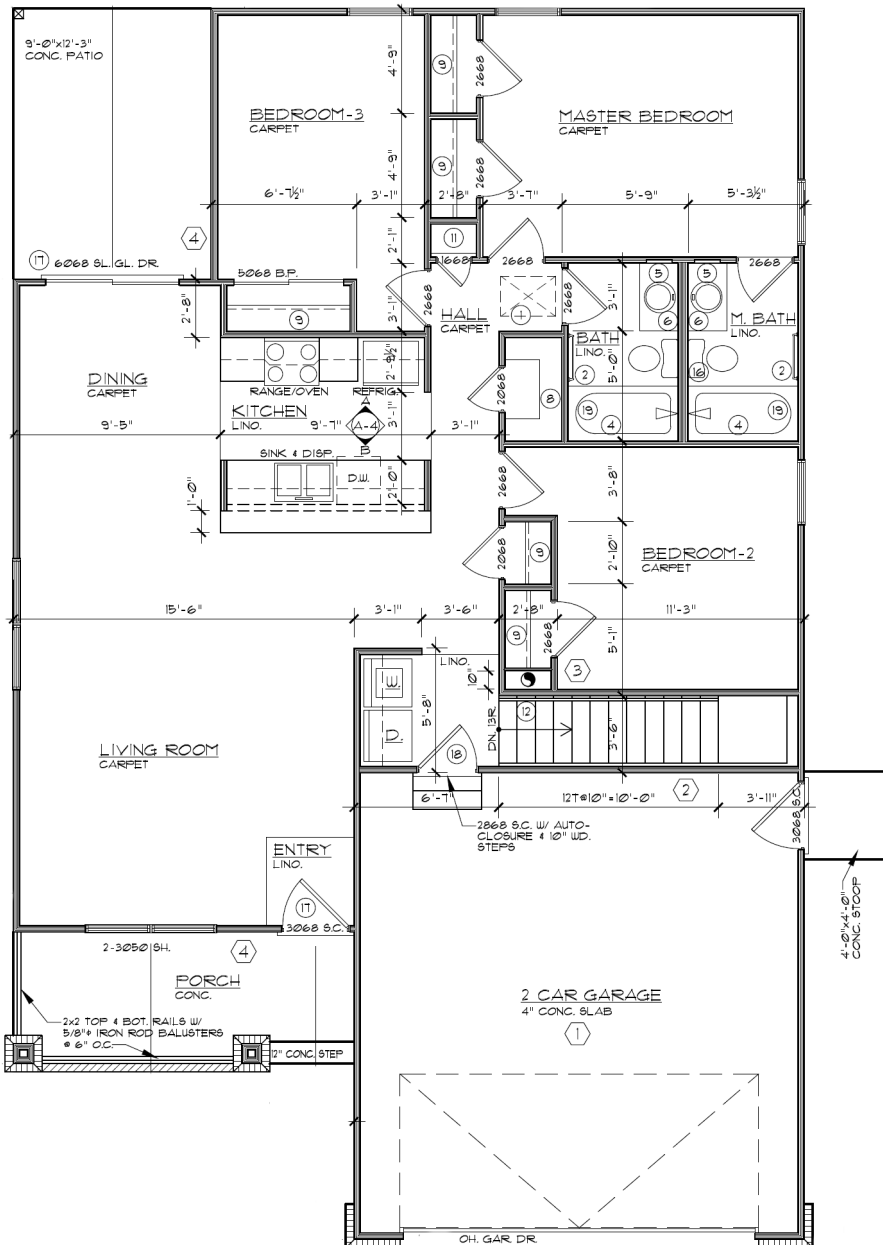 9'-0"x12'-3"
CONC. PATIO
BEDROOM-3
CARPET
4'-9"
9
2668
MASTER BEDROOM
CARPET
4'-9"
9
2668
6'-7½"
3'-1"
2'-8"
3'-7"
5'-9"
5'-3½"
4
11
2'-1"
1668
2668
2668
17
6068 SL. GL. DR.
5068 B.P.
2'-8"
9
3'-1"
2668
HALL
CARPET
2668
3'-1"
5
5
6
6
BATH
LINO.
M. BATH
LINO.
DINING
CARPET
RANGE/OVEN
REFRIG.
2'-9½"
KITCHEN
LINO.
9'-5"
9'-7"
A
A-4
B
3'-1"
3'-1"
2068
8
5'-0"
2
16
2
19
4
4
19
SINK & DISP.
D.W.
2'-0"
1'-0"
2668
3'-8"
2068
9
2'-10"
BEDROOM-2
CARPET
15'-6"
3'-1"
3'-6"
2'-8"
11'-3"
9
2668
5'-1"
3
LINO.
W.
10"
5'-8"
D.
DN. 13R.
12
3'-6"
18
LIVING ROOM
CARPET
6'-7"
12T@10"=10'-0"
2
3'-11"
3068 S.C.
2868 S.C. W/ AUTO-
CLOSURE & 10" WD.
STEPS
ENTRY
LINO.
17
3068 S.C.
4'-0"x4'-0"
CONC. STOOP
2-3050 SH.
4
PORCH
CONC.
2x2 TOP & BOT. RAILS W/
5/8"ϕ IRON ROD BALUSTERS
@ 6" O.C.
12" CONC. STEP
2 CAR GARAGE
4" CONC. SLAB
1
OH. GAR. DR.